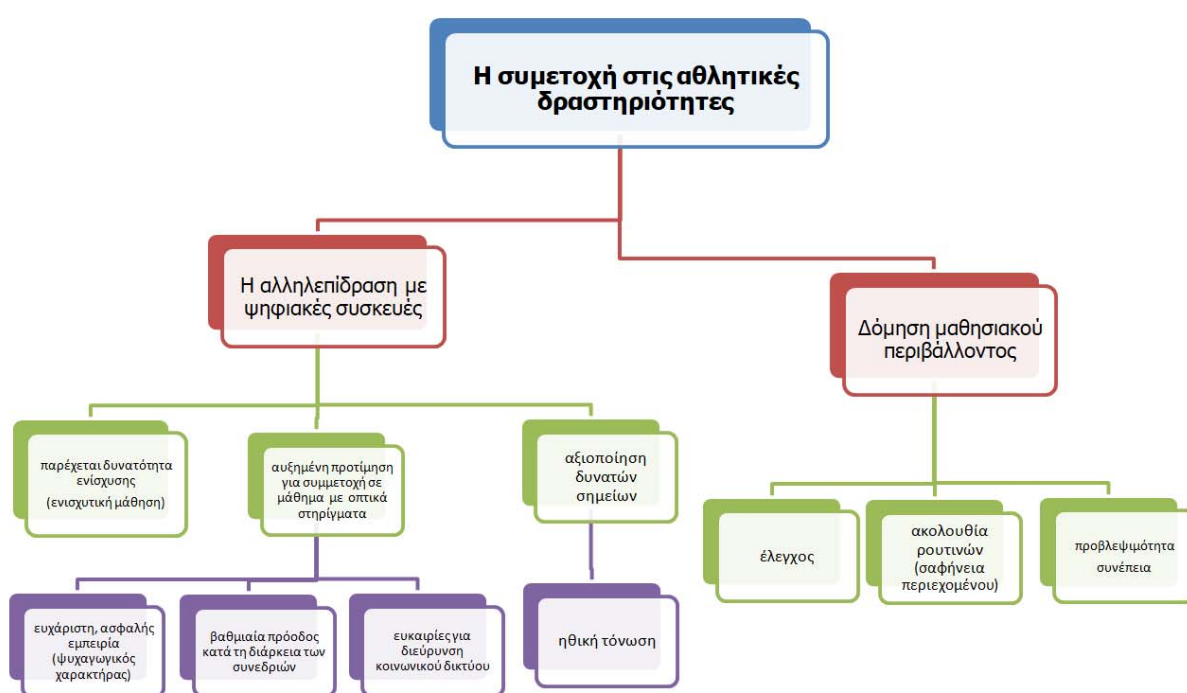 Η συμετοχή στις αθλητικές
δραστηριότητες
Η αλληλεπίδραση με
ψηφιακές συσκευές
Δόμηση μαθησιακού
περιβάλλοντος
παρέχεται δυνατότητα
ενίσχυσης
(ενισχυτική μάθηση)
αυξημένη προτίμηση
για συμμετοχή σε
μάθημα με οπτικά
στηρίγματα
αξιοποίηση
δυνατών
σημείων
έλεγχος
ακολουθία
ρουτινών
(σαφήνεια
περιεχομένου)
προβλεψιμότητα
συνέπεια
ευχάριστη, ασφαλής
εμπειρία
(ψυχαγωγικός
χαρακτήρας)
βαθμιαία πρόοδος
κατά τη διάρκεια των
συνεδριών
ευκαιρίες για
διεύρυνση
κοινωνικού δικτύου
ηθική τόνωση